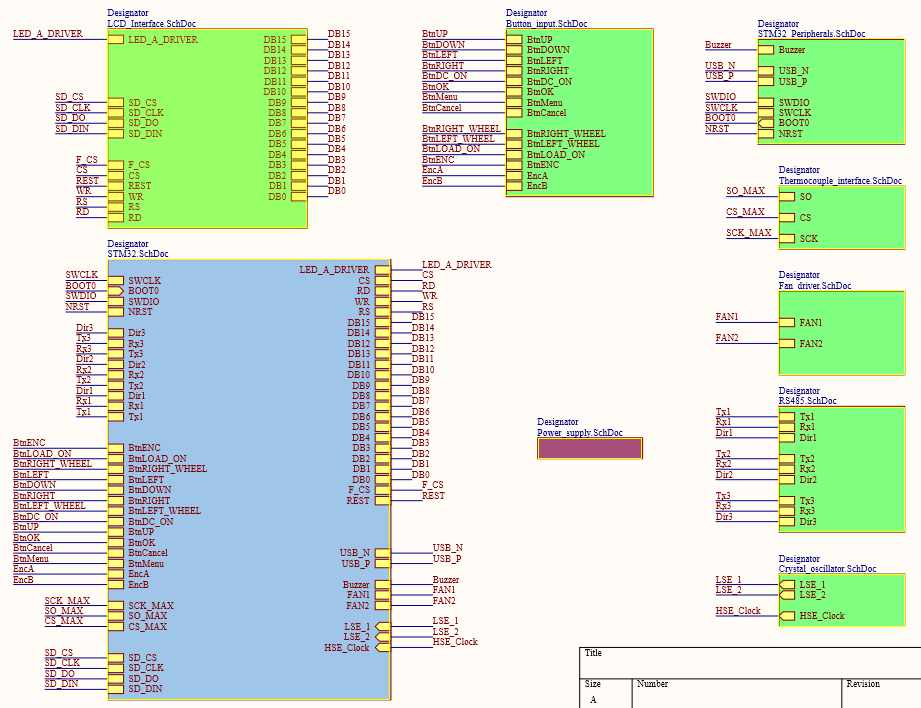 Designator
LCD_Interface.SchDoc
LED_A_DRIVER
SD_CS
SD_CLK
SD_DO
SD_DIN
F_CS
CS
REST
WR
RS
RD
LED_A_DRIVER
SD_CS
SD_CLK
SD_DO
SD_DIN
F_CS
CS
REST
WR
RS
RD
DB15
DB14
DB13
DB12
DB11
DB10
DB9
DB8
DB7
DB6
DB5
DB4
DB3
DB2
DB1
DB0
DB15
DB14
DB13
DB12
DB11
DB10
DB9
DB8
DB7
DB6
DB5
DB4
DB3
DB2
DB1
DB0
Designator
Button_input.SchDoc
BtnUP
BtnDOWN
BtnLEFT
BtnRIGHT
BtnDC_ON
BtnOK
BtnMenu
BtnCancel
BtnRIGHT_WHEEL
BtnLEFT_WHEEL
BtnLOAD_ON
BtnENC
EncA
EncB
BtnUP
BtnDOWN
BtnLEFT
BtnRIGHT
BtnDC_ON
BtnOK
BtnMenu
BtnCancel
BtnRIGHT_WHEEL
BtnLEFT_WHEEL
BtnLOAD_ON
BtnENC
EncA
EncB
Designator
STM32_Peripherals.SchDoc
Buzzer
USB_N
USB_P
SWDIO
SWCLK
BOOT0
NRST
Buzzer
USB_N
USB_P
SWDIO
SWCLK
BOOT0
NRST
Designator
Thermocouple_interface.SchDoc
SO_MAX
CS_MAX
SCK_MAX
SO
CS
SCK
Designator
STM32.SchDoc
SWCLK
BOOT0
SWDIO
NRST
Dir3
Tx3
Rx3
Dir2
Rx2
Tx2
Dir1
Rx1
Tx1
BtnENC
BtnLOAD_ON
BtnRIGHT_WHEEL
BtnLEFT
BtnDOWN
BtnRIGHT
BtnLEFT_WHEEL
BtnDC_ON
BtnUP
BtnOK
BtnCancel
BtnMenu
EncA
EncB
SCK_MAX
SO_MAX
CS_MAX
SD_CS
SD_CLK
SD_DO
SD_DIN
SWCLK
BOOT0
SWDIO
NRST
Dir3
Rx3
Tx3
Dir2
Rx2
Tx2
Dir1
Rx1
Tx1
BtnENC
BtnLOAD_ON
BtnRIGHT_WHEEL
BtnLEFT
BtnDOWN
BtnRIGHT
BtnLEFT_WHEEL
BtnDC_ON
BtnUP
BtnOK
BtnCancel
BtnMenu
EncA
EncB
SCK_MAX
SO_MAX
CS_MAX
SD_CS
SD_CLK
SD_DO
SD_DIN
LED_A_DRIVER
CS
RD
WR
RS
DB15
DB14
DB12
DB13
DB11
DB10
DB9
DB8
DB7
DB6
DB5
DB4
DB3
DB2
DB1
DB0
F_CS
REST
USB_N
USB_P
Buzzer
FAN1
FAN2
LSE_1
LSE_2
HSE_Clock
LED_A_DRIVER
CS
RD
WR
RS
DB15
DB14
DB13
DB12
DB11
DB10
DB9
DB8
DB7
DB6
DB5
DB4
DB3
DB2
DB1
DB0
F_CS
REST
USB_N
USB_P
Buzzer
FAN1
FAN2
LSE_1
LSE_2
HSE_Clock
Designator
Power_supply.SchDoc
Designator
Fan_driver.SchDoc
FAN1
FAN2
FAN1
FAN2
Designator
RS485.SchDoc
Tx1
Rx1
Dir1
Tx2
Rx2
Dir2
Tx3
Rx3
Dir3
Tx1
Rx1
Dir1
Tx2
Rx2
Dir2
Tx3
Rx3
Dir3
Designator
Crystal_oscillator.SchDoc
LSE_1
LSE_2
HSE_Clock
LSE_1
LSE_2
HSE_Clock
Title
Size
Number
Revision
A